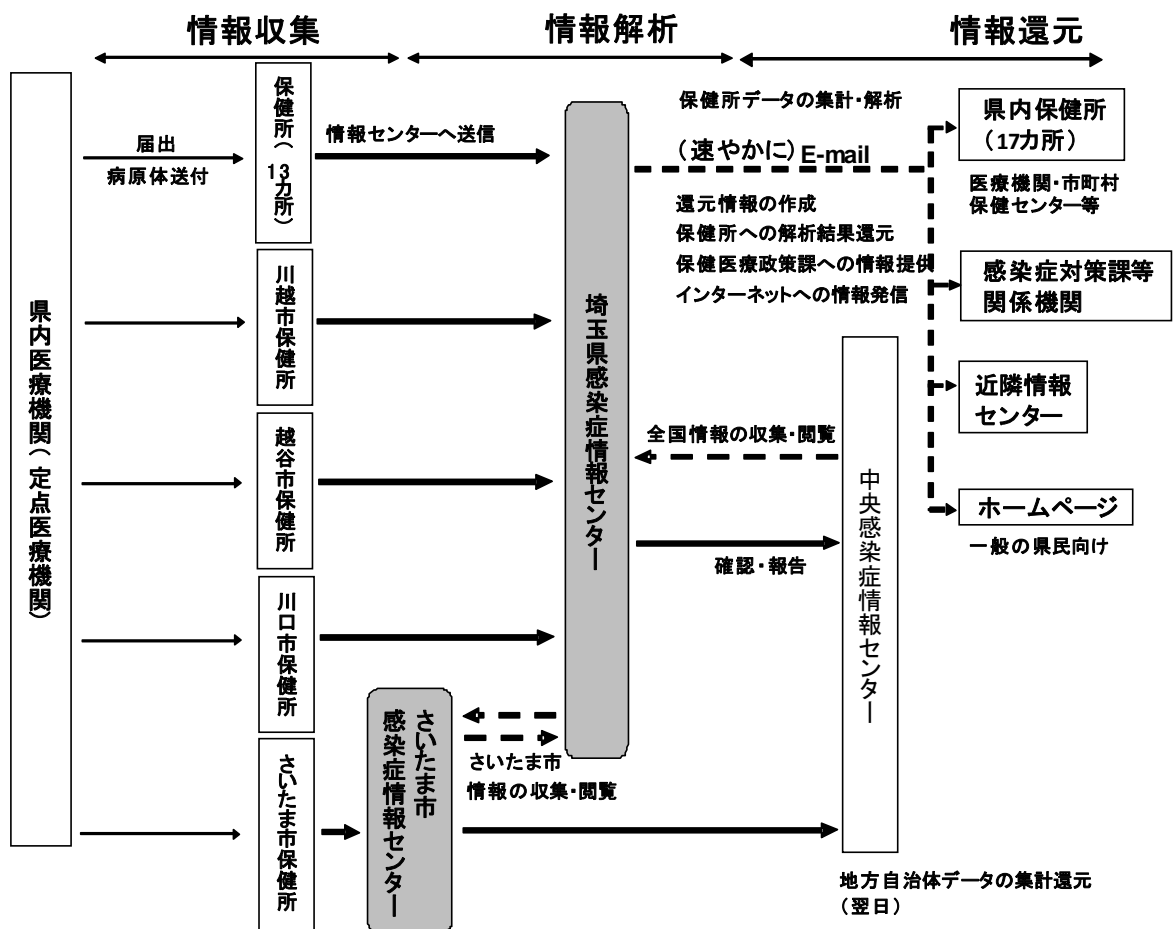 情報収集
情報解析
情報還元
県内医療機関（定点医療機関）
届出
病原体送付
保健所（13カ所）
情報センターへ送信
川越市保健所
越谷市保健所
川口市保健所
さいたま市保健所
さいたま市
感染症情報センター
埼玉県感染症情報センター
さいたま市
情報の収集・閲覧
保健所データの集計・解析
（速やかに）E-mail
還元情報の作成
保健所への解析結果還元
保健医療政策課への情報提供
インターネットへの情報発信
全国情報の収集・閲覧
確認・報告
中央感染症情報センター
地方自治体データの集計還元
（翌日）
県内保健所
（17カ所）
医療機関・市町村
保健センター等
感染症対策課等
関係機関
近隣情報
センター
ホームページ
一般の県民向け